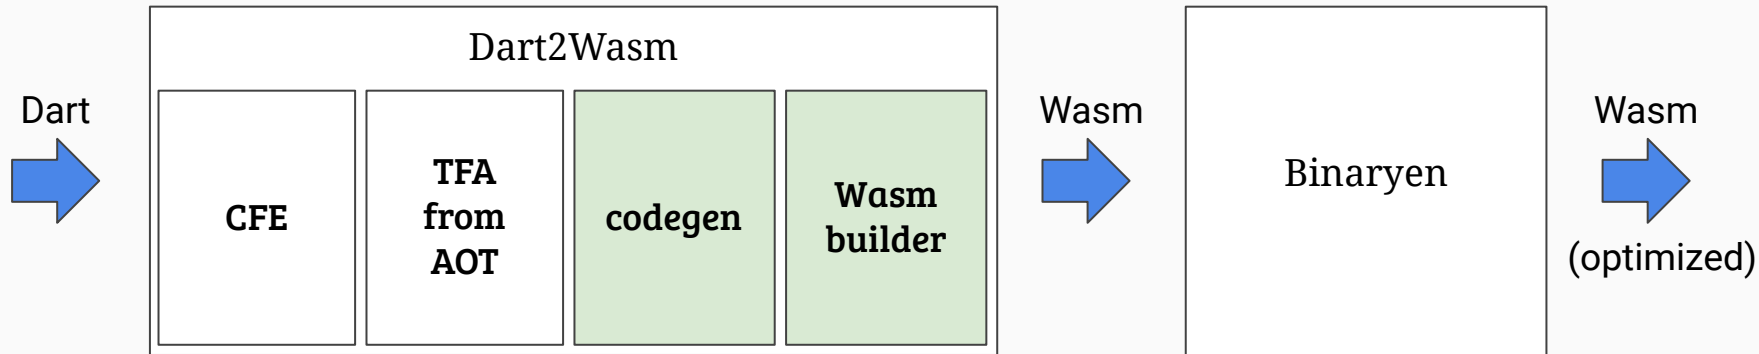 Dart2Wasm
Dart
CFE
TFA
from
AOT
codegen
Wasm
builder
Wasm
Binaryen
Wasm
(optimized)